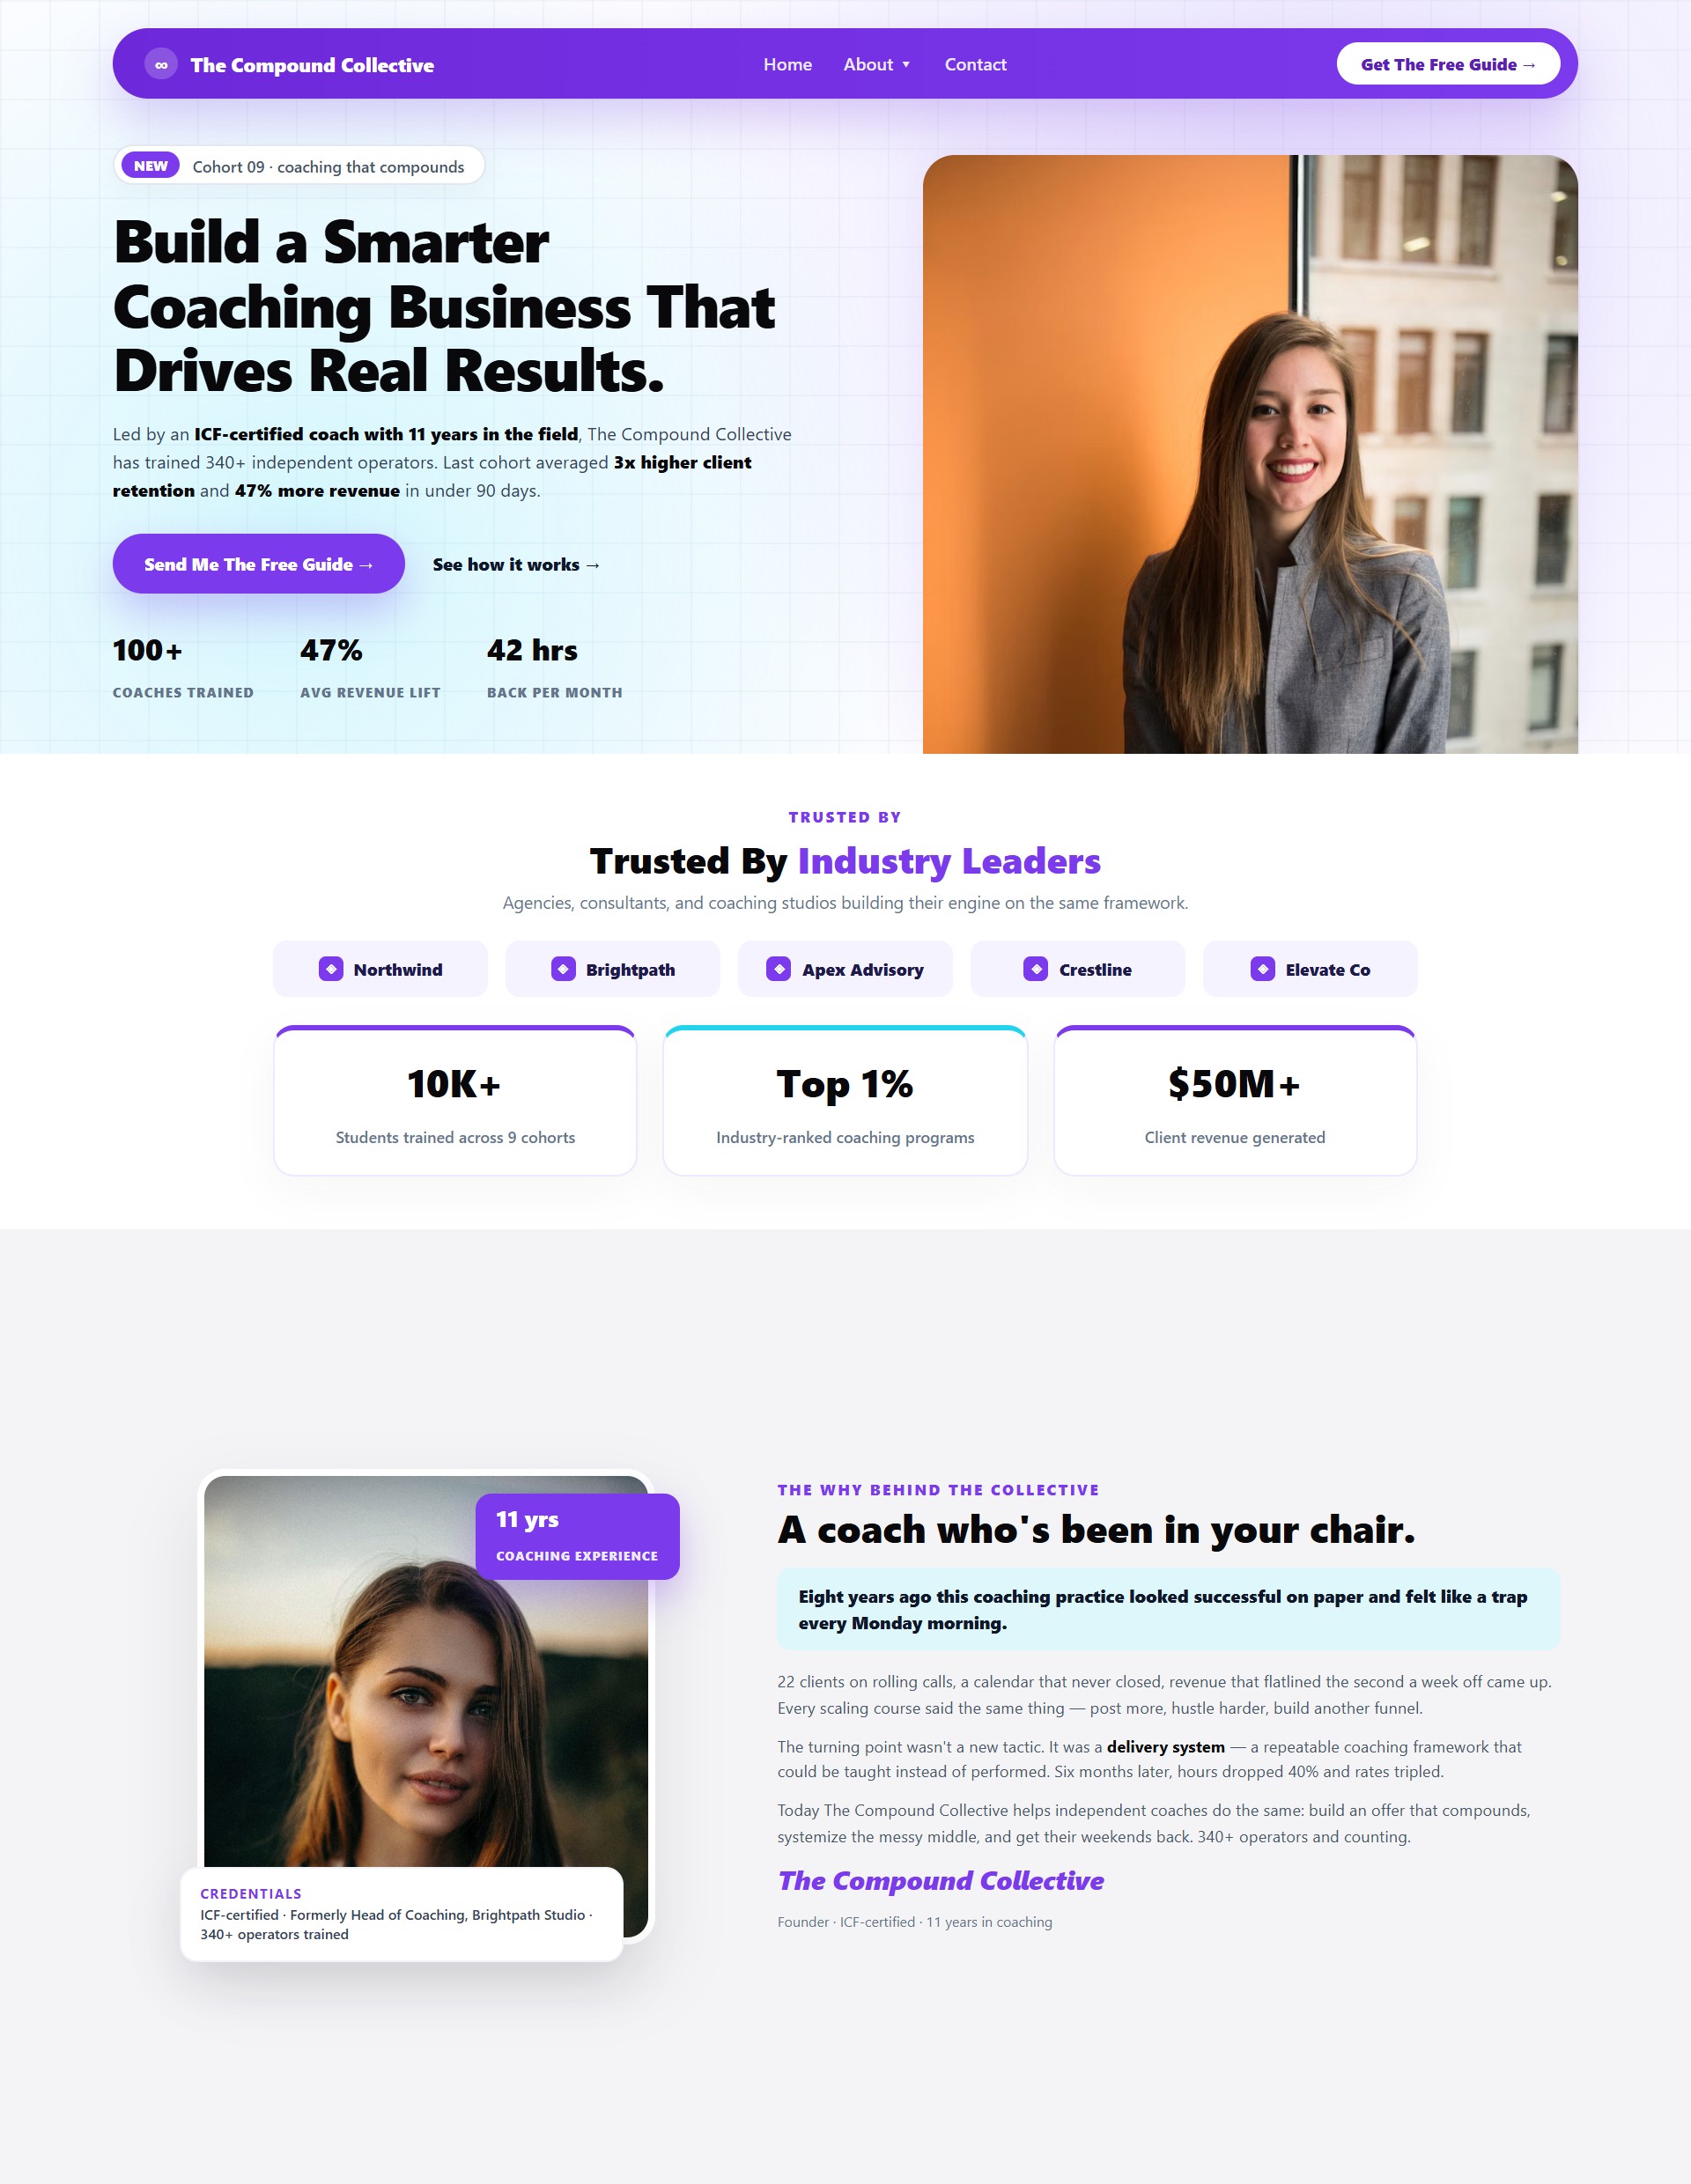 ∞ The Compound Collective
Home About ▼ Contact
Get The Free Guide →
NEW Cohort 09 · coaching that compounds
Build a Smarter
Coaching Business That
Drives Real Results.
Led by an ICF-certified coach with 11 years in the field, The Compound Collective
has trained 340+ independent operators. Last cohort averaged 3x higher client
retention and 47% more revenue in under 90 days.
Send Me The Free Guide → See how it works →
100+ 47% 42 hrs
COACHES TRAINED AVG REVENUE LIFT BACK PER MONTH
TRUSTED BY
Trusted By Industry Leaders
Agencies, consultants, and coaching studios building their engine on the same framework.
Northwind Brightpath Apex Advisory Crestline Elevate Co
10K+ Top 1% $50M+
Students trained across 9 cohorts Industry-ranked coaching programs Client revenue generated
11 yrs
COACHING EXPERIENCE
CREDENTIALS
ICF-certified · Formerly Head of Coaching, Brightpath Studio ·
340+ operators trained
THE WHY BEHIND THE COLLECTIVE
A coach who's been in your chair.
Eight years ago this coaching practice looked successful on paper and felt like a trap
every Monday morning.
22 clients on rolling calls, a calendar that never closed, revenue that flatlined the second a week off came up.
Every scaling course said the same thing — post more, hustle harder, build another funnel.
The turning point wasn't a new tactic. It was a delivery system — a repeatable coaching framework that
could be taught instead of performed. Six months later, hours dropped 40% and rates tripled.
Today The Compound Collective helps independent coaches do the same: build an offer that compounds,
systemize the messy middle, and get their weekends back. 340+ operators and counting.
The Compound Collective
Founder · ICF-certified · 11 years in coaching